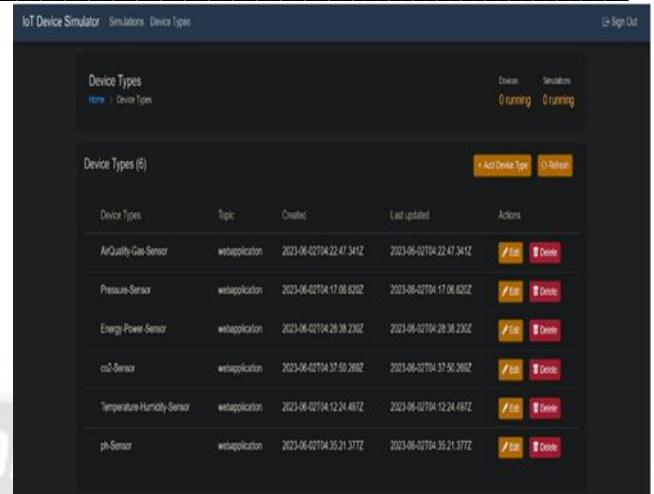 IoT Device Simulator Simulations Device Types Sign Out
Device Types Devices Simulations
Home > Device Types 0 running 0 running
Device Types (6) + Add Device Type Refresh
Device Types Topic Created Last updated Actions
AirQuality-Gas-Sensor webapplication 2023-06-02T04:22:47.341Z 2023-06-02T04:22:47.341Z Edit Delete
Pressure-Sensor webapplication 2023-06-02T04:17:06.620Z 2023-06-02T04:17:06.620Z Edit Delete
Energy-Power-Sensor webapplication 2023-06-02T04:28:38.230Z 2023-06-02T04:28:38.230Z Edit Delete
co2-Sensor webapplication 2023-06-02T04:37:50.269Z 2023-06-02T04:37:50.269Z Edit Delete
Temperature-Humidity-Sensor webapplication 2023-06-02T04:12:24.497Z 2023-06-02T04:12:24.497Z Edit Delete
ph-Sensor webapplication 2023-06-02T04:35:21.377Z 2023-06-02T04:35:21.377Z Edit Delete